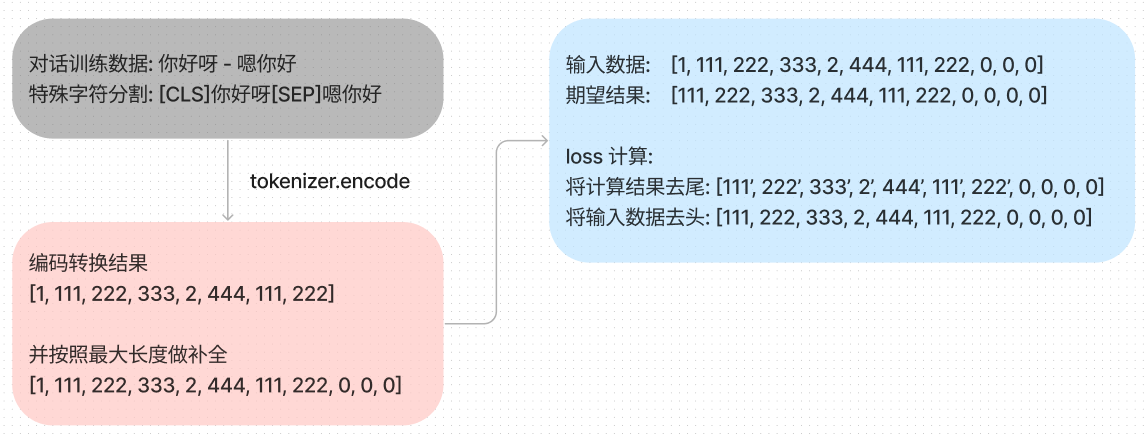 对话训练数据: 你好呀 - 嗯你好
特殊字符分割: [CLS]你好呀[SEP]嗯你好
tokenizer.encode
编码转换结果
[1, 111, 222, 333, 2, 444, 111, 222]
并按照最大长度做补全
[1, 111, 222, 333, 2, 444, 111, 222, 0, 0, 0]
输入数据: [1, 111, 222, 333, 2, 444, 111, 222, 0, 0, 0]
期望结果: [111, 222, 333, 2, 444, 111, 222, 0, 0, 0, 0]
loss 计算:
将计算结果去尾: [111’, 222’, 333’, 2’, 444’, 111’, 222’, 0, 0, 0, 0]
将输入数据去头: [111, 222, 333, 2, 444, 111, 222, 0, 0, 0, 0]